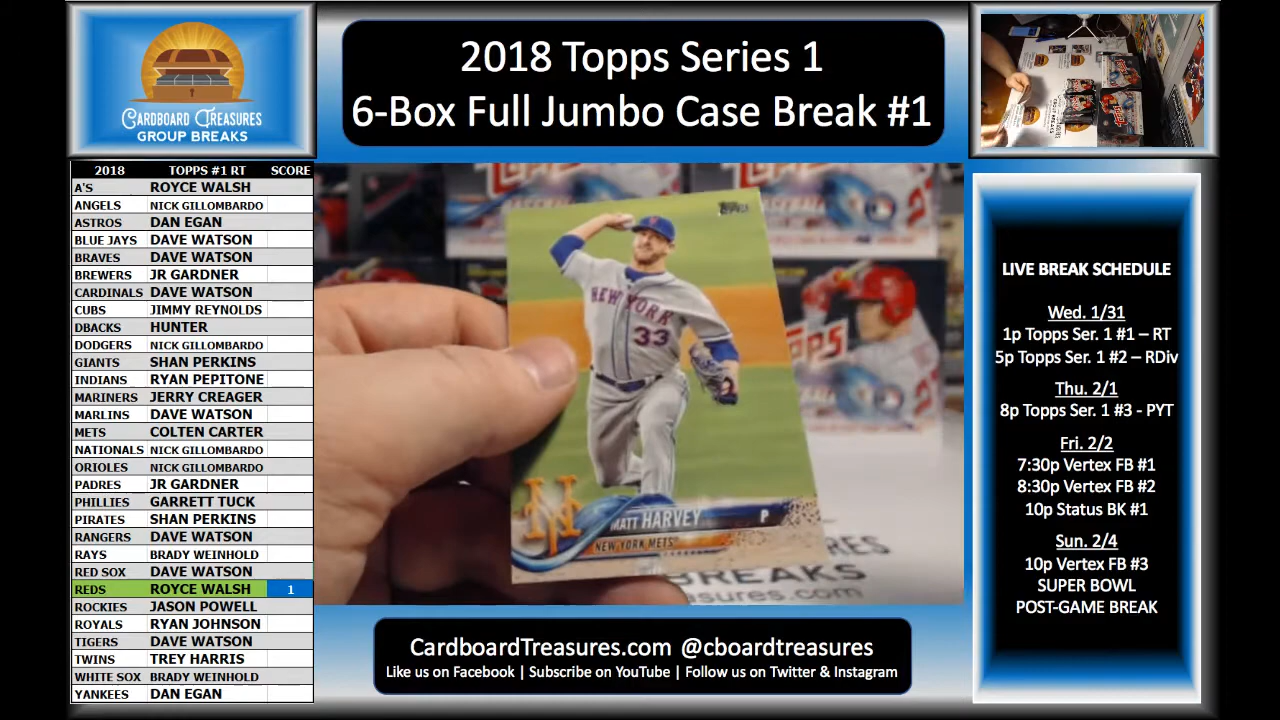 CARDBOARD TREASURES
GROUP BREAKS
2018 Topps Series 1
6-Box Full Jumbo Case Break #1
2018 TOPPS #1 RT SCORE
A'S ROYCE WALSH
ANGELS NICK GILLOMBARDO
ASTROS DAN EGAN
BLUE JAYS DAVE WATSON
BRAVES DAVE WATSON
BREWERS JR GARDNER
CARDINALS DAVE WATSON
CUBS JIMMY REYNOLDS
DBACKS HUNTER
DODGERS NICK GILLOMBARDO
GIANTS SHAN PERKINS
INDIANS RYAN PEPITONE
MARINERS JERRY CREAGER
MARLINS DAVE WATSON
METS COLTEN CARTER
NATIONALS NICK GILLOMBARDO
ORIOLES NICK GILLOMBARDO
PADRES JR GARDNER
PHILLIES GARRETT TUCK
PIRATES SHAN PERKINS
RANGERS DAVE WATSON
RAYS BRADY WEINHOLD
RED SOX DAVE WATSON
REDS ROYCE WALSH 1
ROCKIES JASON POWELL
ROYALS RYAN JOHNSON
TIGERS DAVE WATSON
TWINS TREY HARRIS
WHITE SOX BRADY WEINHOLD
YANKEES DAN EGAN
TOPPS
NEW YORK
33
NY
MATT HARVEY P
NEW YORK METS
BREAKS
CardboardTreasures.com @cboardtreasures
Like us on Facebook | Subscribe on YouTube | Follow us on Twitter & Instagram
LIVE BREAK SCHEDULE
Wed. 1/31
1p Topps Ser. 1 #1 – RT
5p Topps Ser. 1 #2 – RDiv
Thu. 2/1
8p Topps Ser. 1 #3 - PYT
Fri. 2/2
7:30p Vertex FB #1
8:30p Vertex FB #2
10p Status BK #1
Sun. 2/4
10p Vertex FB #3
SUPER BOWL
POST-GAME BREAK